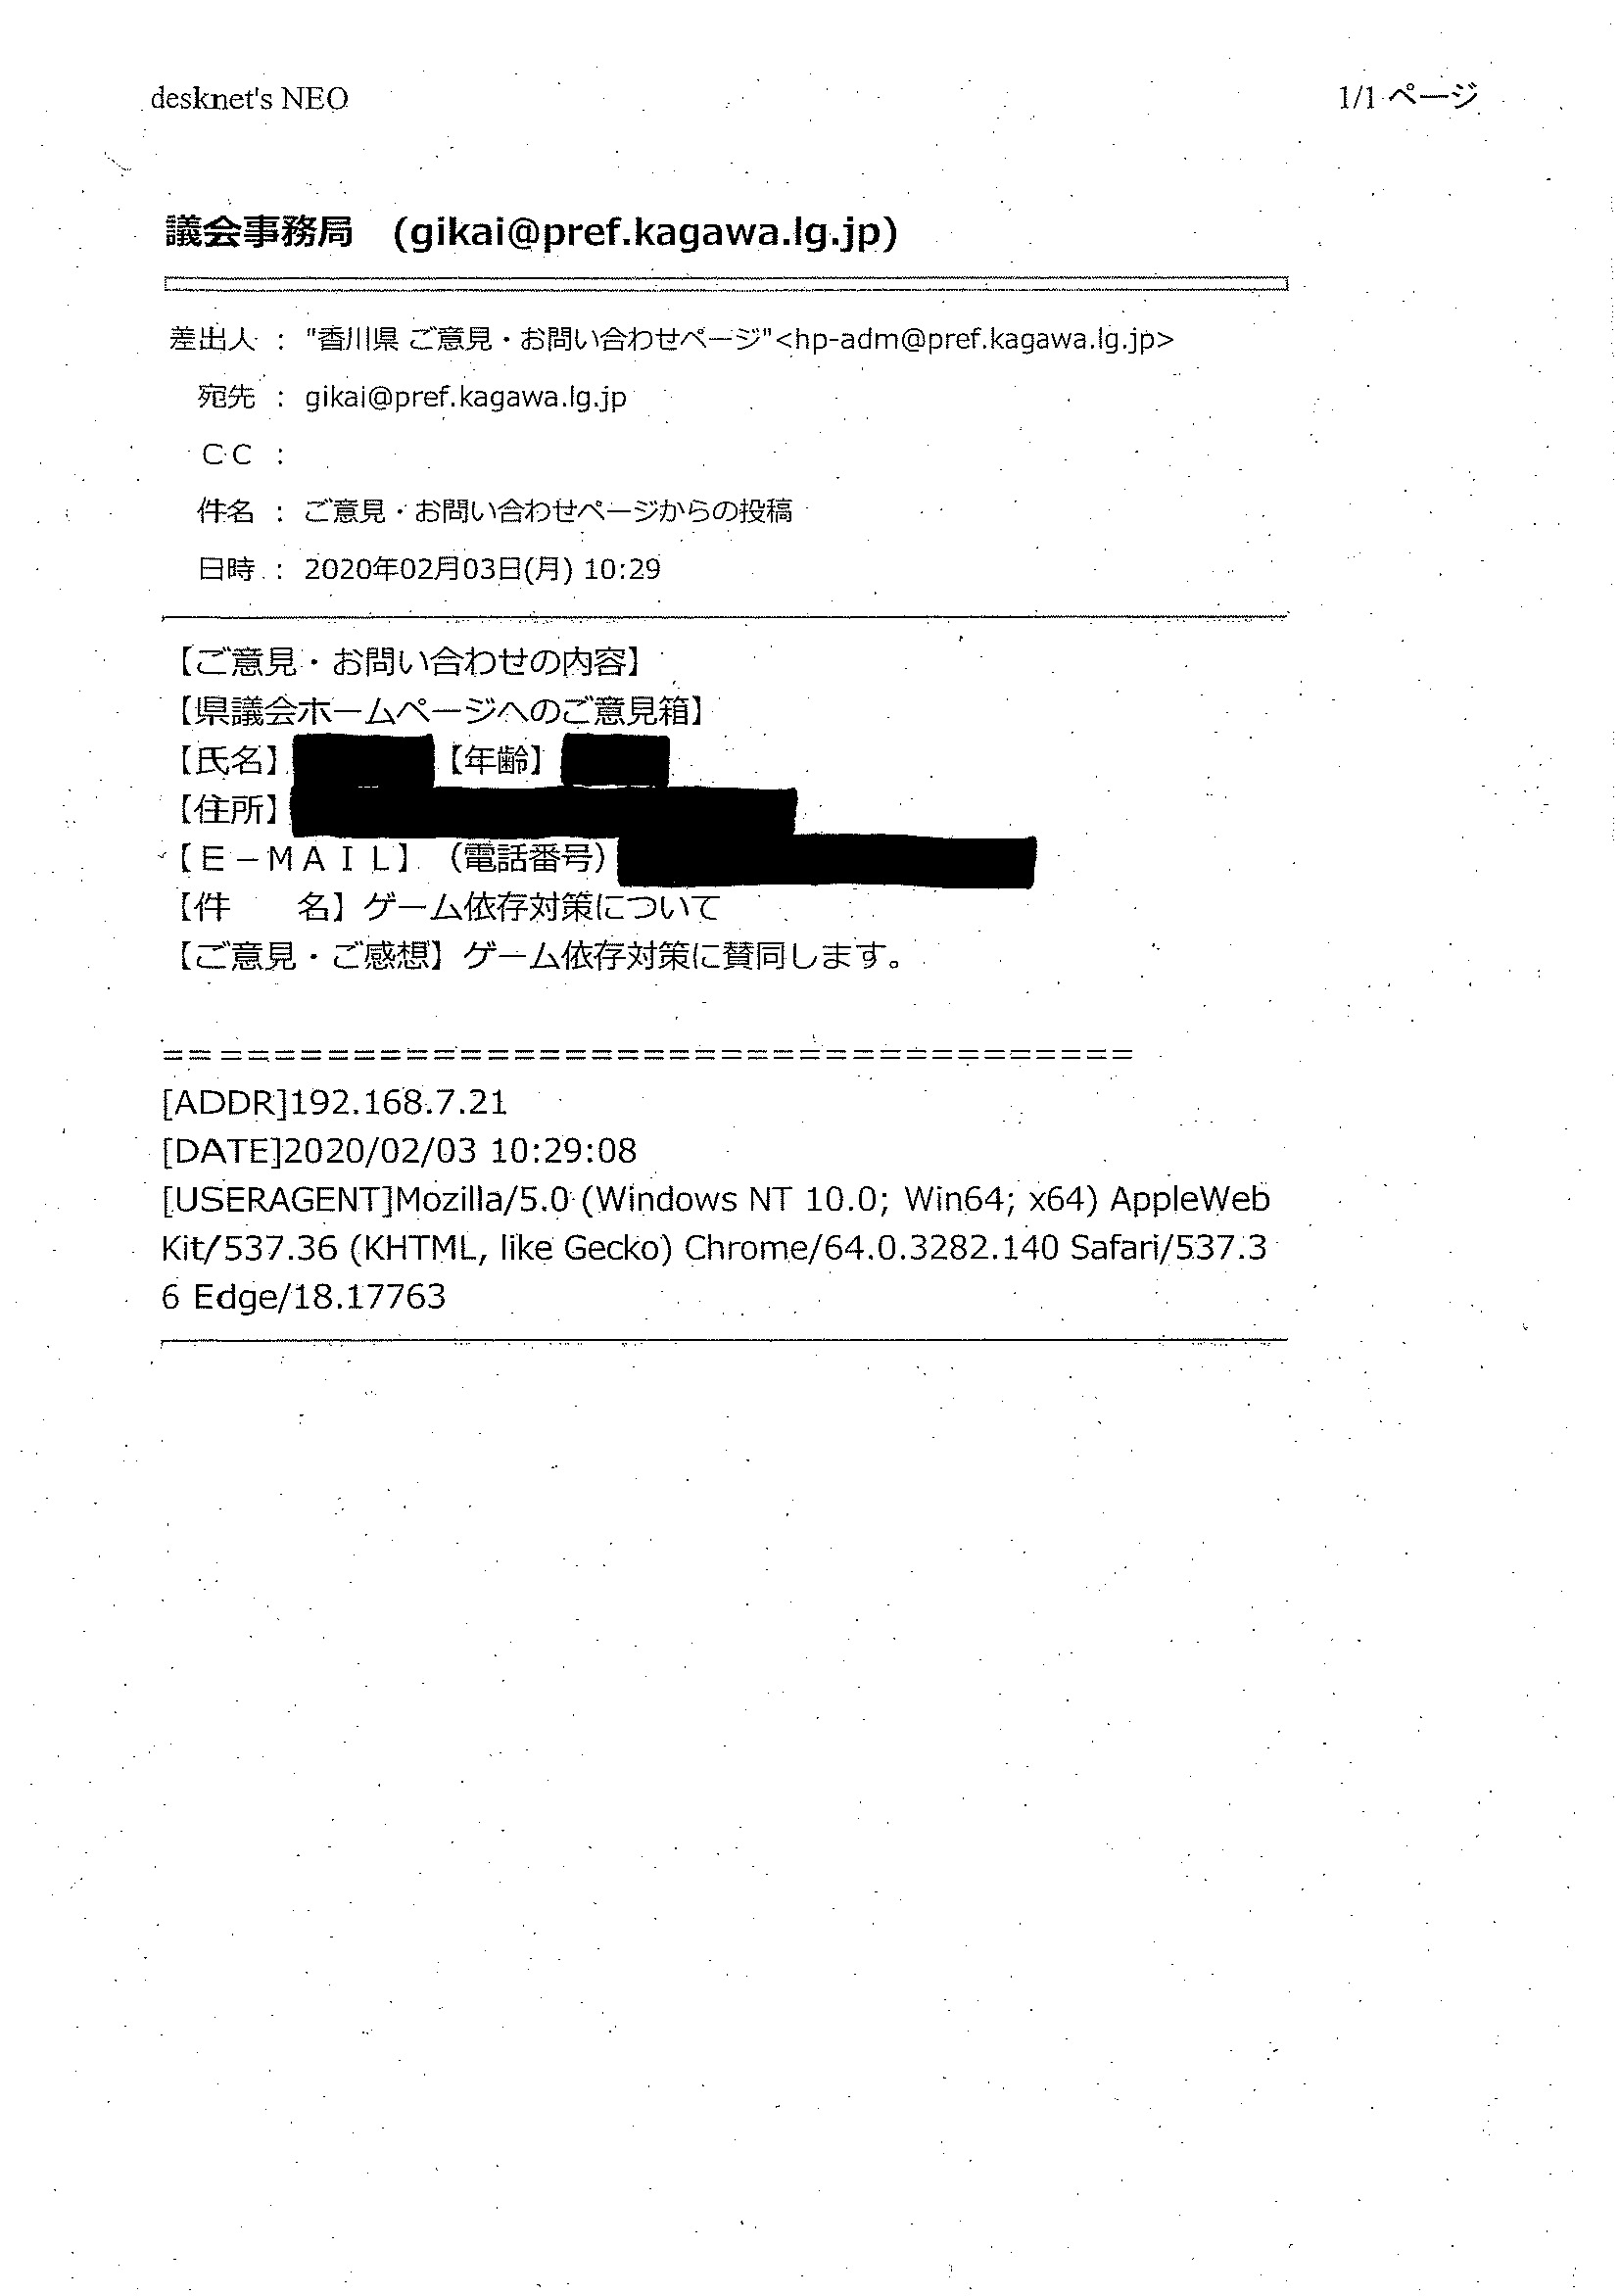 desknet's NEO
1/1 ページ
議会事務局 (gikai@pref.kagawa.lg.jp)
差出人 : "香川県 ご意見・お問い合わせページ"<hp-adm@pref.kagawa.lg.jp>
宛先 : gikai@pref.kagawa.lg.jp
CC :
件名 : ご意見・お問い合わせページからの投稿
日時 : 2020年02月03日(月) 10:29
【ご意見・お問い合わせの内容】
【県議会ホームページへのご意見箱】
【氏名】 【年齢】
【住所】
【E－MAIL】（電話番号）
【件　　名】ゲーム依存対策について
【ご意見・ご感想】ゲーム依存対策に賛同します。
=====================================
[ADDR]192.168.7.21
[DATE]2020/02/03 10:29:08
[USERAGENT]Mozilla/5.0 (Windows NT 10.0; Win64; x64) AppleWeb
Kit/537.36 (KHTML, like Gecko) Chrome/64.0.3282.140 Safari/537.3
6 Edge/18.17763